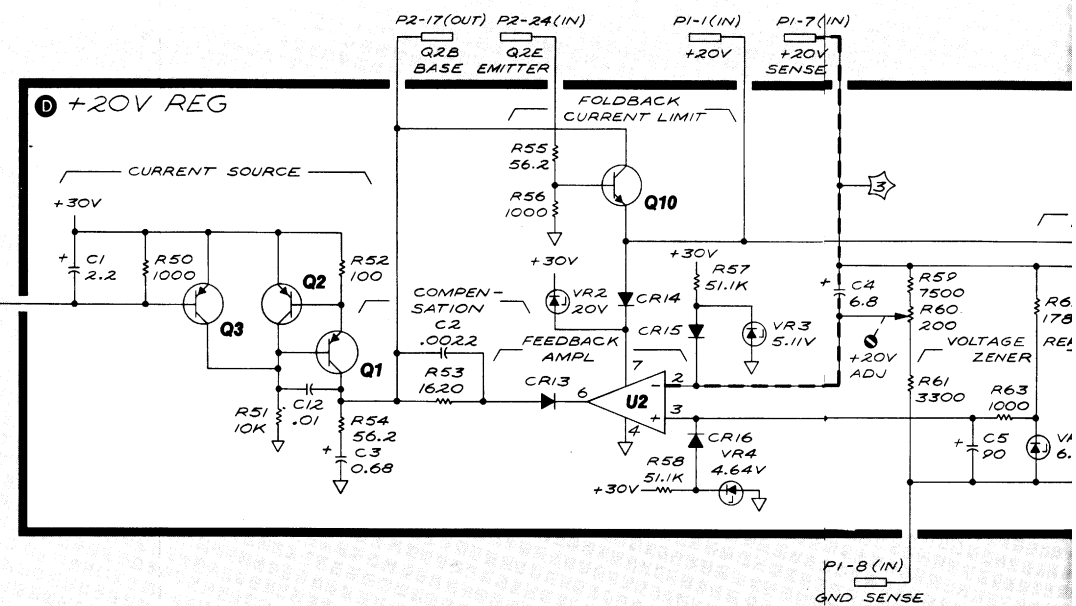 P2-17(OUT) P2-24(IN) P1-1(IN) P1-7(IN)
Q2B Q2E +20V +20V
BASE EMITTER SENSE
D +20V REG
FOLDBACK
CURRENT LIMIT
CURRENT SOURCE
R55
56.2
R56
1000
Q10
3
+30V
+
C1
2.2
R50
1000
Q2
R52
100
Q3
Q1
COMPEN-
SATION
C2
.0022
R53
1620
+30V
VR2
20V
CR14
+30V
R57
51.1K
CR15
VR3
5.11V
+
C4
6.8
R59
7500
R60
200
+20V
ADJ
VOLTAGE
ZENER
FEEDBACK
AMPL
CR13
6
7
U2
4
-
2
+
3
R61
3300
R63
1000
178
R51
10K
C12
.01
R54
56.2
+
C3
0.68
CR16
VR4
4.64V
R58
51.1K
+30V
+
C5
90
6.
P1-8(IN)
GND SENSE